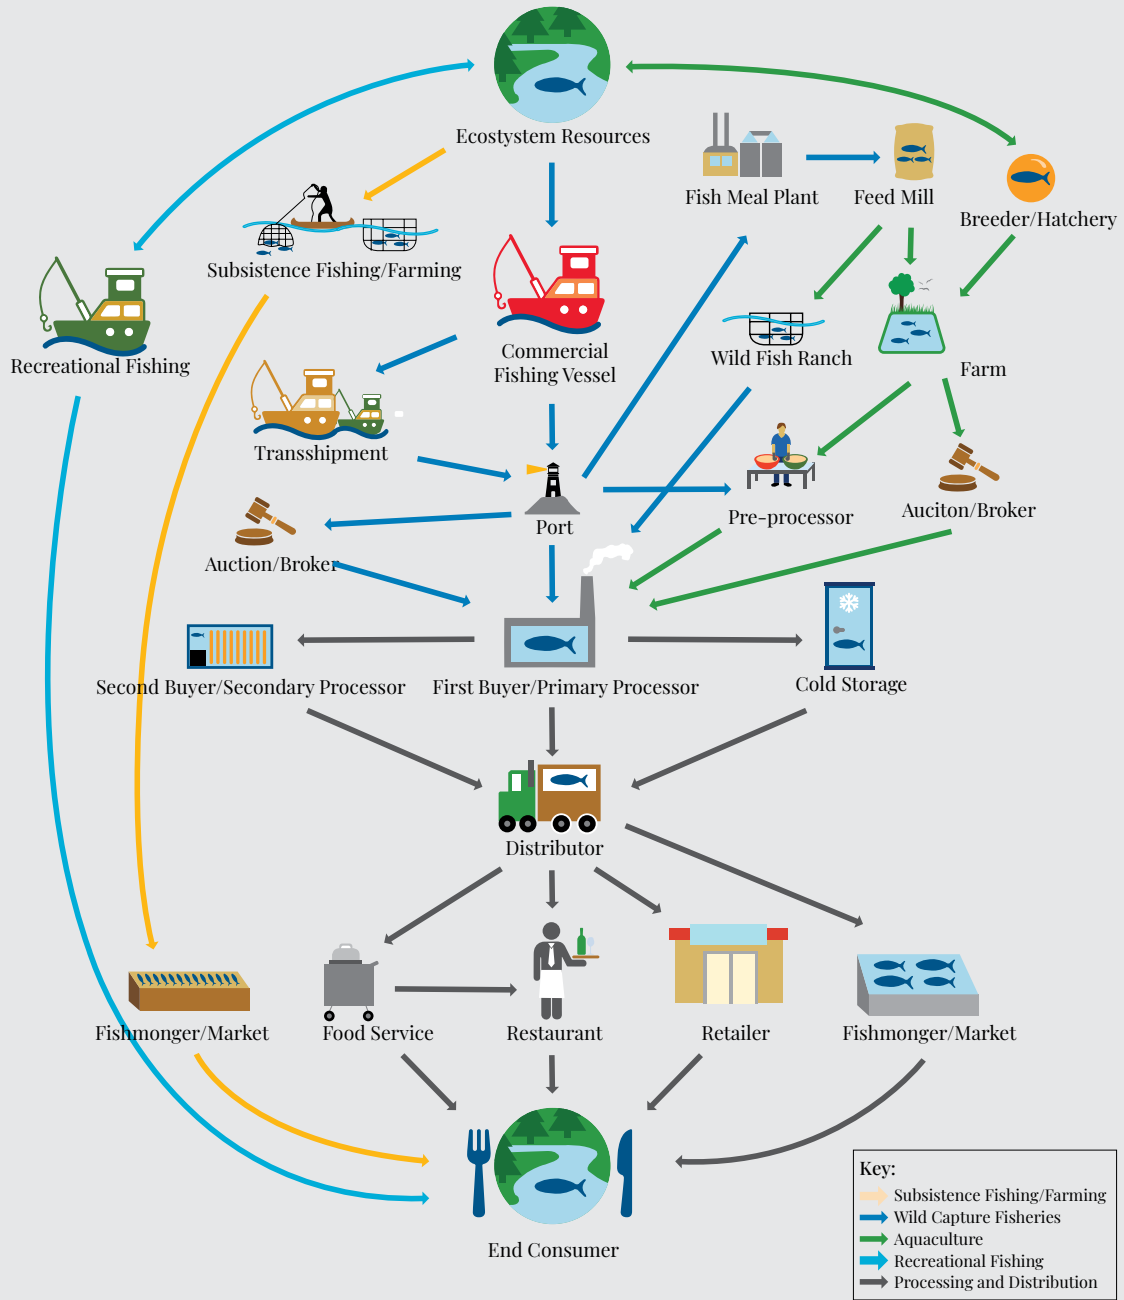 Ecostystem Resources
Fish Meal Plant
Feed Mill
Breeder/Hatchery
Subsistence Fishing/Farming
Recreational Fishing
Commercial
Fishing Vessel
Wild Fish Ranch
Farm
Transshipment
Port
Pre-processor
Auciton/Broker
Auction/Broker
Second Buyer/Secondary Processor
First Buyer/Primary Processor
Cold Storage
Distributor
Fishmonger/Market
Food Service
Restaurant
Retailer
Fishmonger/Market
End Consumer
Key:
Subsistence Fishing/Farming
Wild Capture Fisheries
Aquaculture
Recreational Fishing
Processing and Distribution